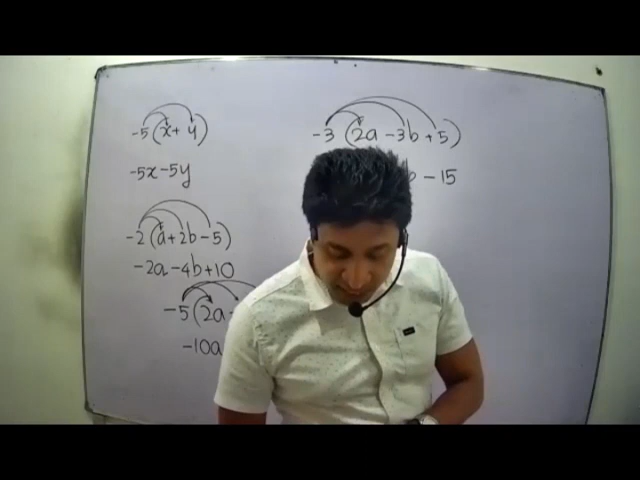 -5(x+y)
-5x-5y
-2(a+2b-5)
-2a-4b+10
-5(2a-
-10a
-3(2a-3b+5)
b-15